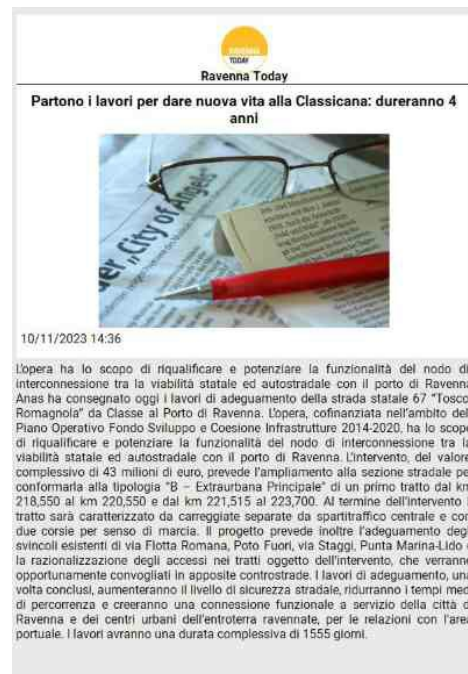 RAVENNA
TODAY
Ravenna Today
Partono i lavori per dare nuova vita alla Classicana: dureranno 4
anni
der „City of
Angels"
10/11/2023 14:36
L'opera ha lo scopo di riqualificare e potenziare la funzionalità del nodo di
interconnessione tra la viabilità statale ed autostradale con il porto di Ravenna
Anas ha consegnato oggi i lavori di adeguamento della strada statale 67 "Tosco
Romagnola" da Classe al Porto di Ravenna. L'opera, cofinanziata nell'ambito del
Piano Operativo Fondo Sviluppo e Coesione Infrastrutture 2014-2020, ha lo scop
di riqualificare e potenziare la funzionalità del nodo di interconnessione tra la
viabilità statale ed autostradale con il porto di Ravenna. L'intervento, del valore
complessivo di 43 milioni di euro, prevede l'ampliamento alla sezione stradale pe
conformarla alla tipologia "B – Extraurbana Principale" di un primo tratto dal km
218,550 al km 220,550 e dal km 221,515 al 223,700. Al termine dell'intervento i
tratto sarà caratterizzato da carreggiate separate da spartitraffico centrale e con
due corsie per senso di marcia. Il progetto prevede inoltre l'adeguamento degl
svincoli esistenti di via Flotta Romana, Poto Fuori, via Staggi, Punta Marina-Lido
la razionalizzazione degli accessi nei tratti oggetto dell'intervento, che verranno
opportunamente convogliati in apposite controstrade. I lavori di adeguamento, una
volta conclusi, aumenteranno il livello di sicurezza stradale, ridurranno i tempi med
di percorrenza e creeranno una connessione funzionale a servizio della città d
Ravenna e dei centri urbani dell'entroterra ravennate, per le relazioni con l'area
portuale. I lavori avranno una durata complessiva di 1555 giorni.